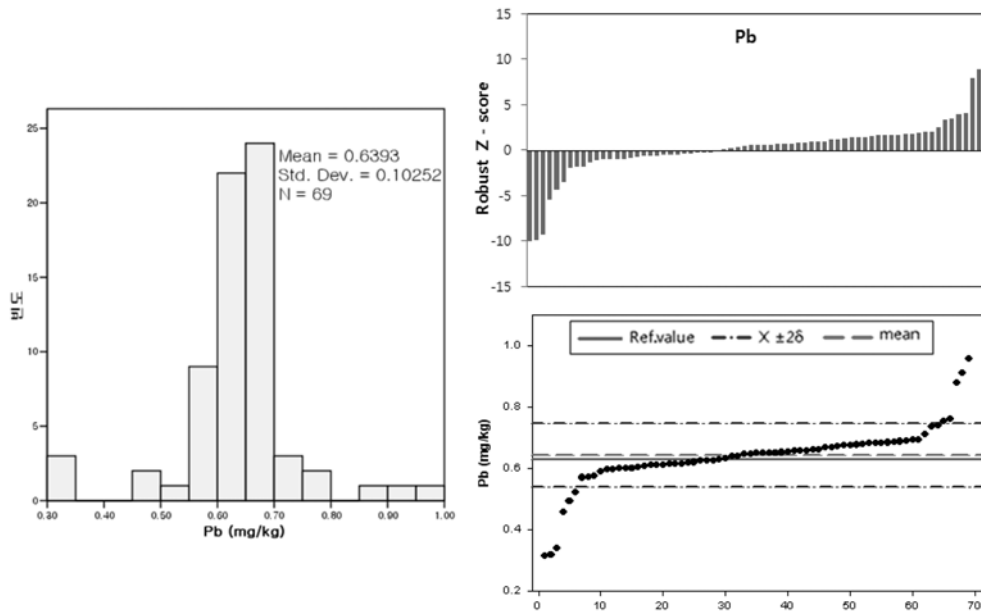 25
20
15
10
5
0
빈도
Mean = 0.6393
Std. Dev. = 0.10252
N = 69
0.30 0.40 0.50 0.60 0.70 0.80 0.90 1.00
Pb (mg/kg)
Pb
15
10
5
0
-5
-10
-15
Robust Z - score
Ref.value X ±2δ mean
1.0
0.8
0.6
0.4
0.2
Pb (mg/kg)
0 10 20 30 40 50 60 70